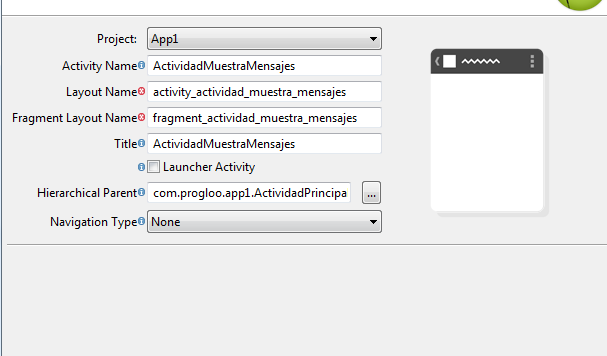 Project: App1
Activity Name ActividadMuestraMensajes
Layout Name activity_actividad_muestra_mensajes
Fragment Layout Name fragment_actividad_muestra_mensajes
Title ActividadMuestraMensajes
Launcher Activity
Hierarchical Parent com.progloo.app1.ActividadPrincipa ...
Navigation Type None